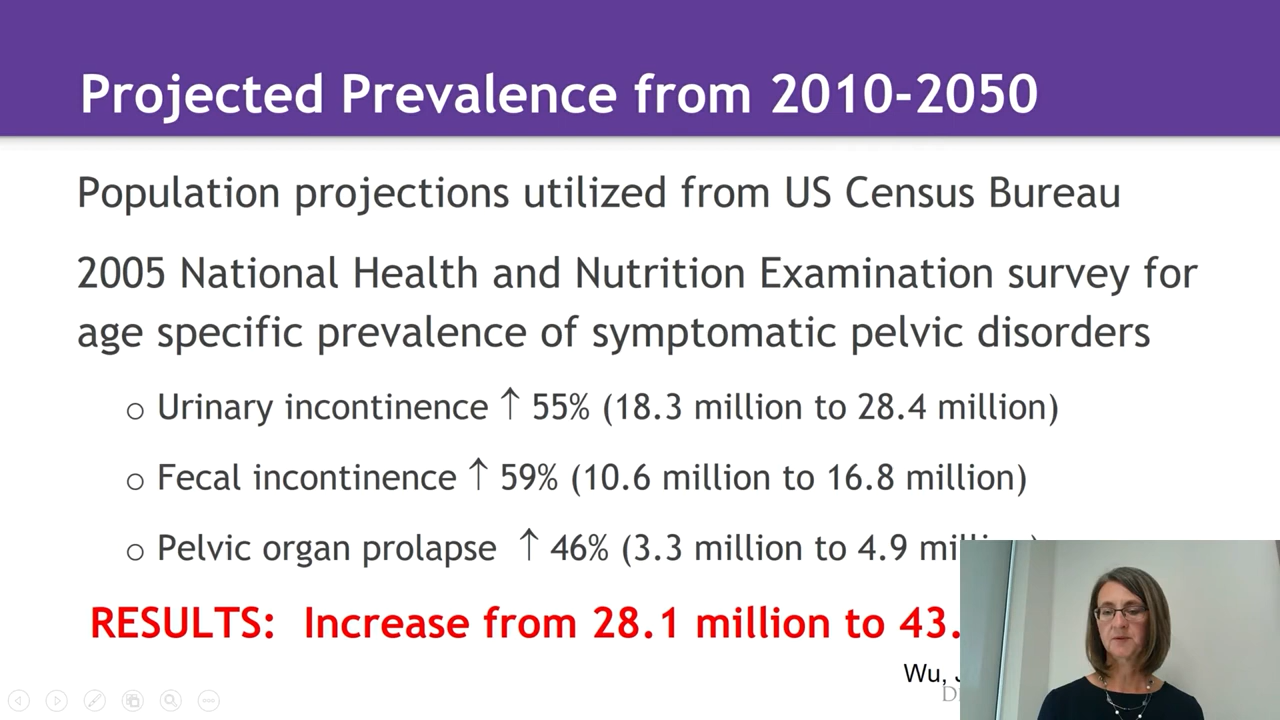 Projected Prevalence from 2010-2050
Population projections utilized from US Census Bureau
2005 National Health and Nutrition Examination survey for
age specific prevalence of symptomatic pelvic disorders
○ Urinary incontinence ↑ 55% (18.3 million to 28.4 million)
○ Fecal incontinence ↑ 59% (10.6 million to 16.8 million)
○ Pelvic organ prolapse ↑ 46% (3.3 million to 4.9
RESULTS: Increase from 28.1 million to 43.
Wu,